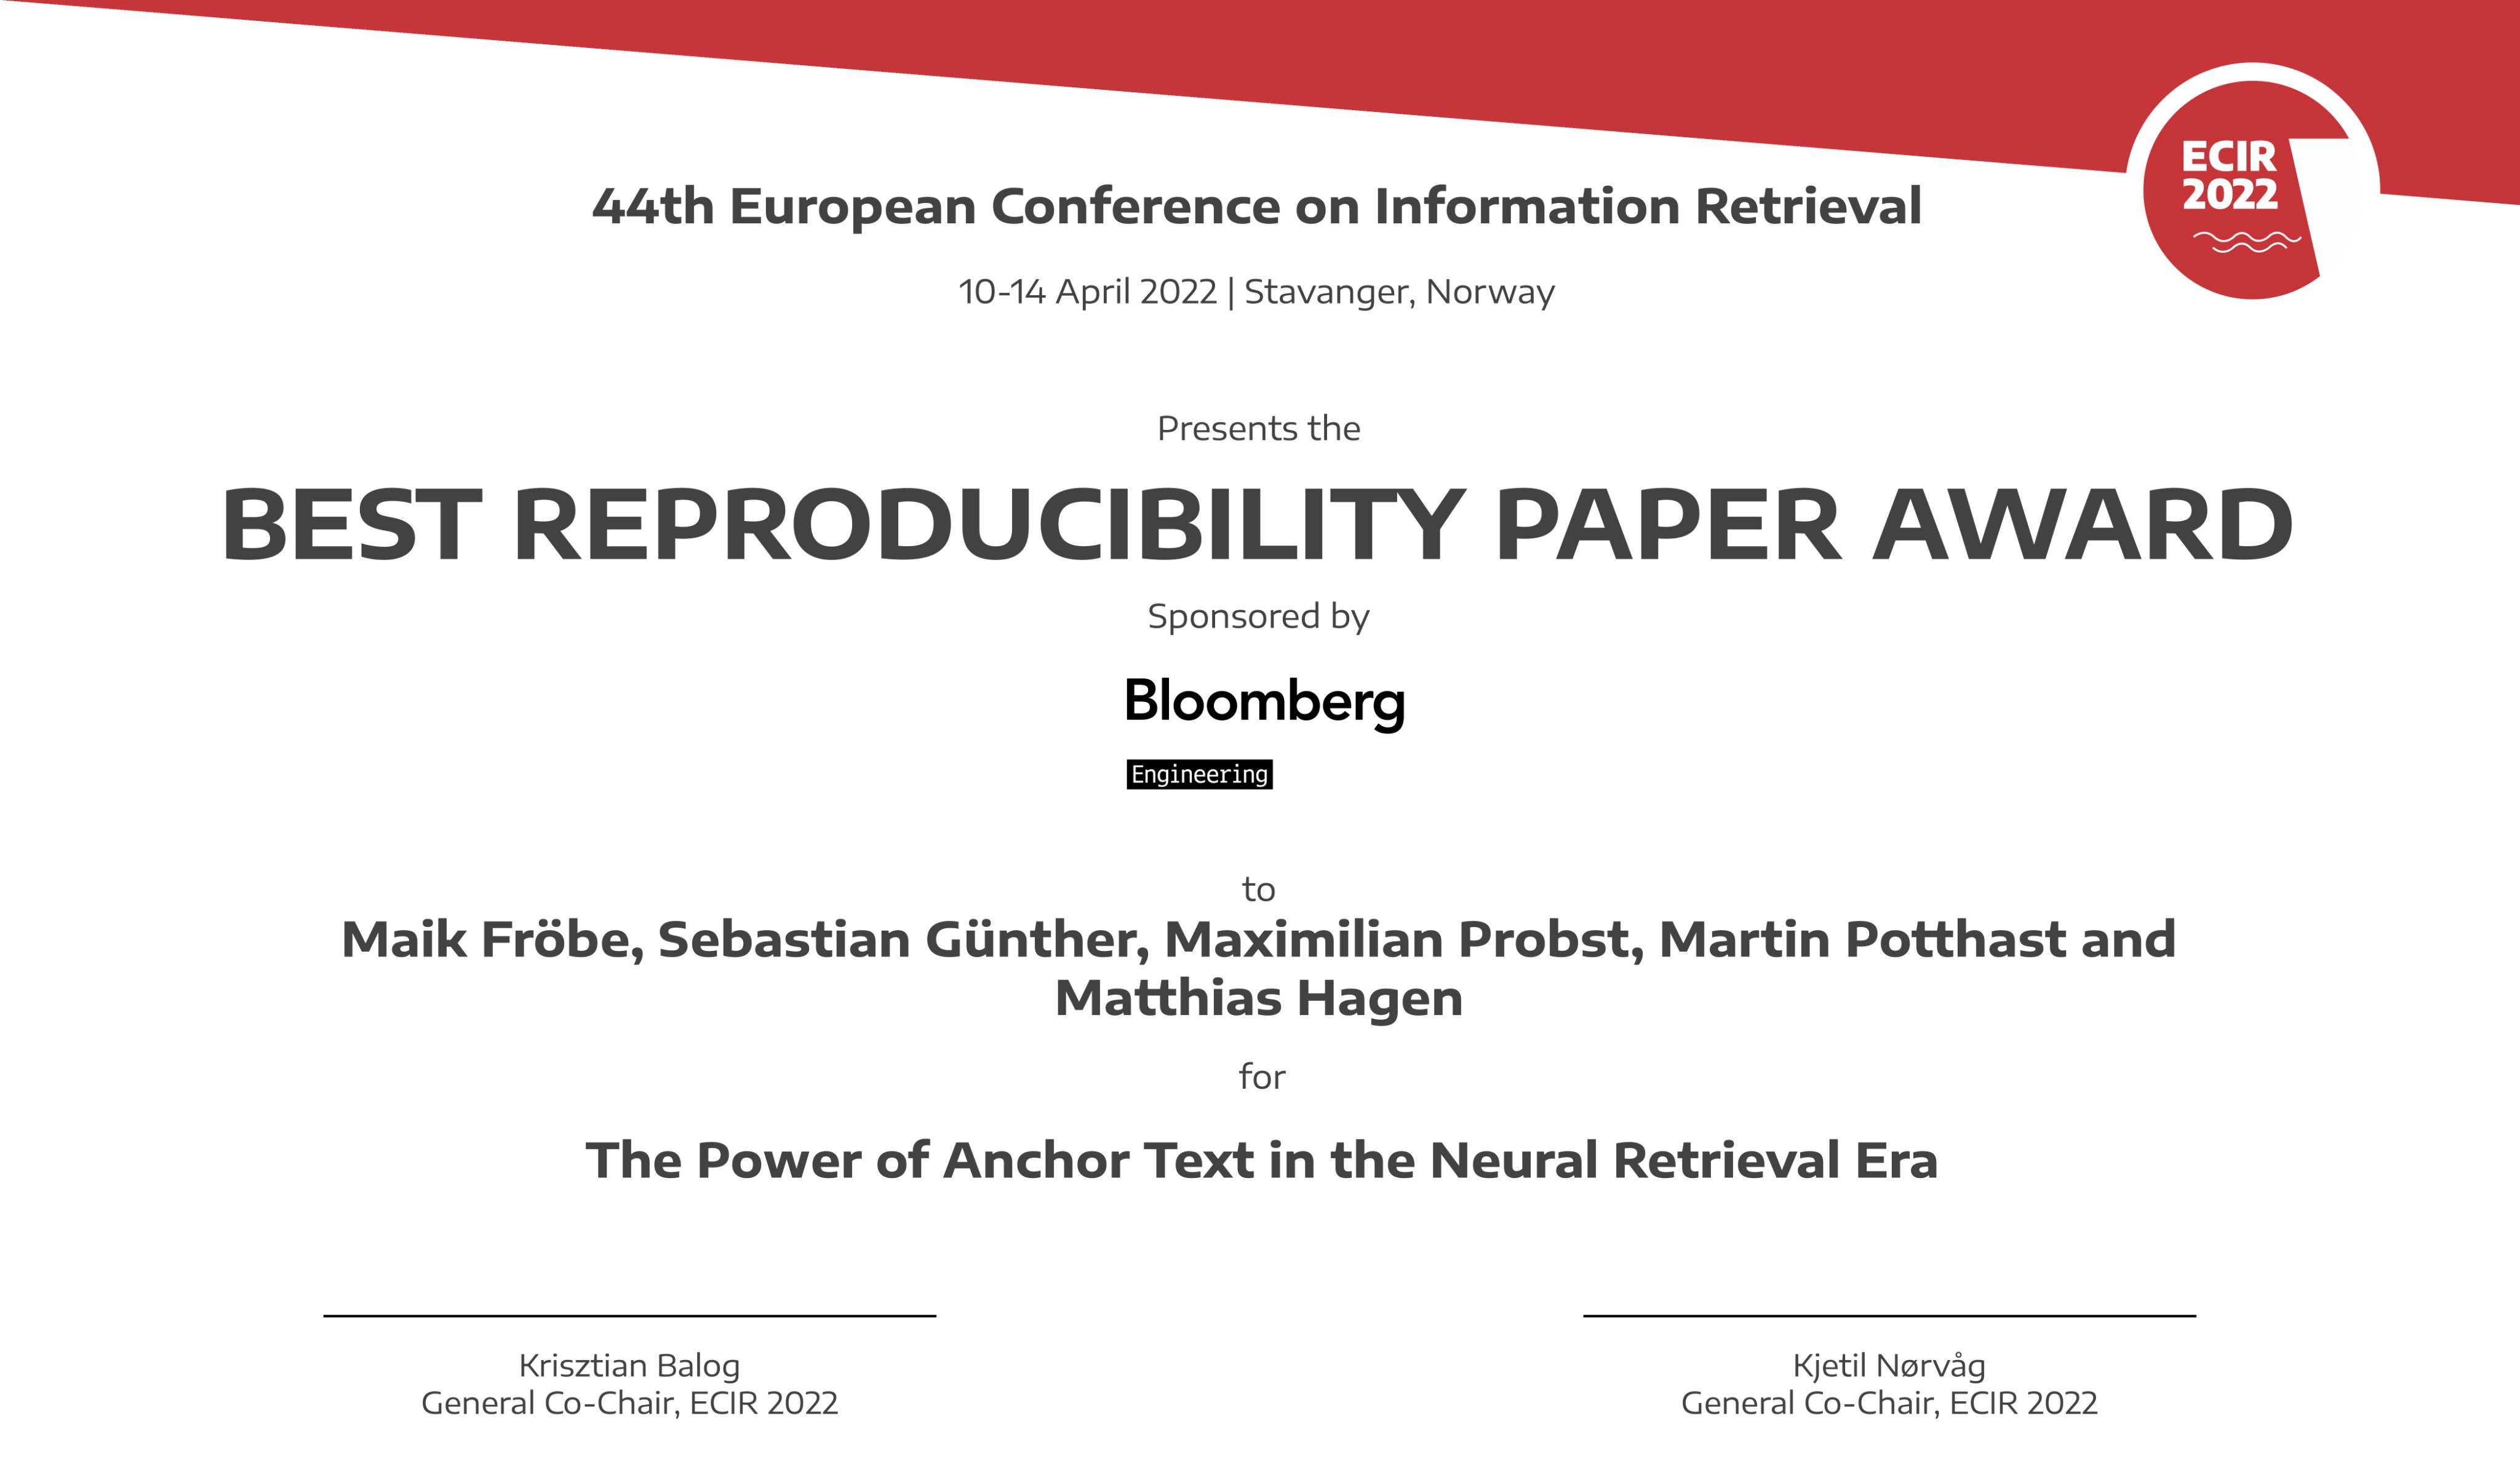 ECIR
2022
44th European Conference on Information Retrieval
10-14 April 2022 | Stavanger, Norway
Presents the
BEST REPRODUCIBILITY PAPER AWARD
Sponsored by
Bloomberg
Engineering
to
Maik Fröbe, Sebastian Günther, Maximilian Probst, Martin Potthast and
Matthias Hagen
for
The Power of Anchor Text in the Neural Retrieval Era
Krisztian Balog
General Co-Chair, ECIR 2022
Kjetil Nørvåg
General Co-Chair, ECIR 2022